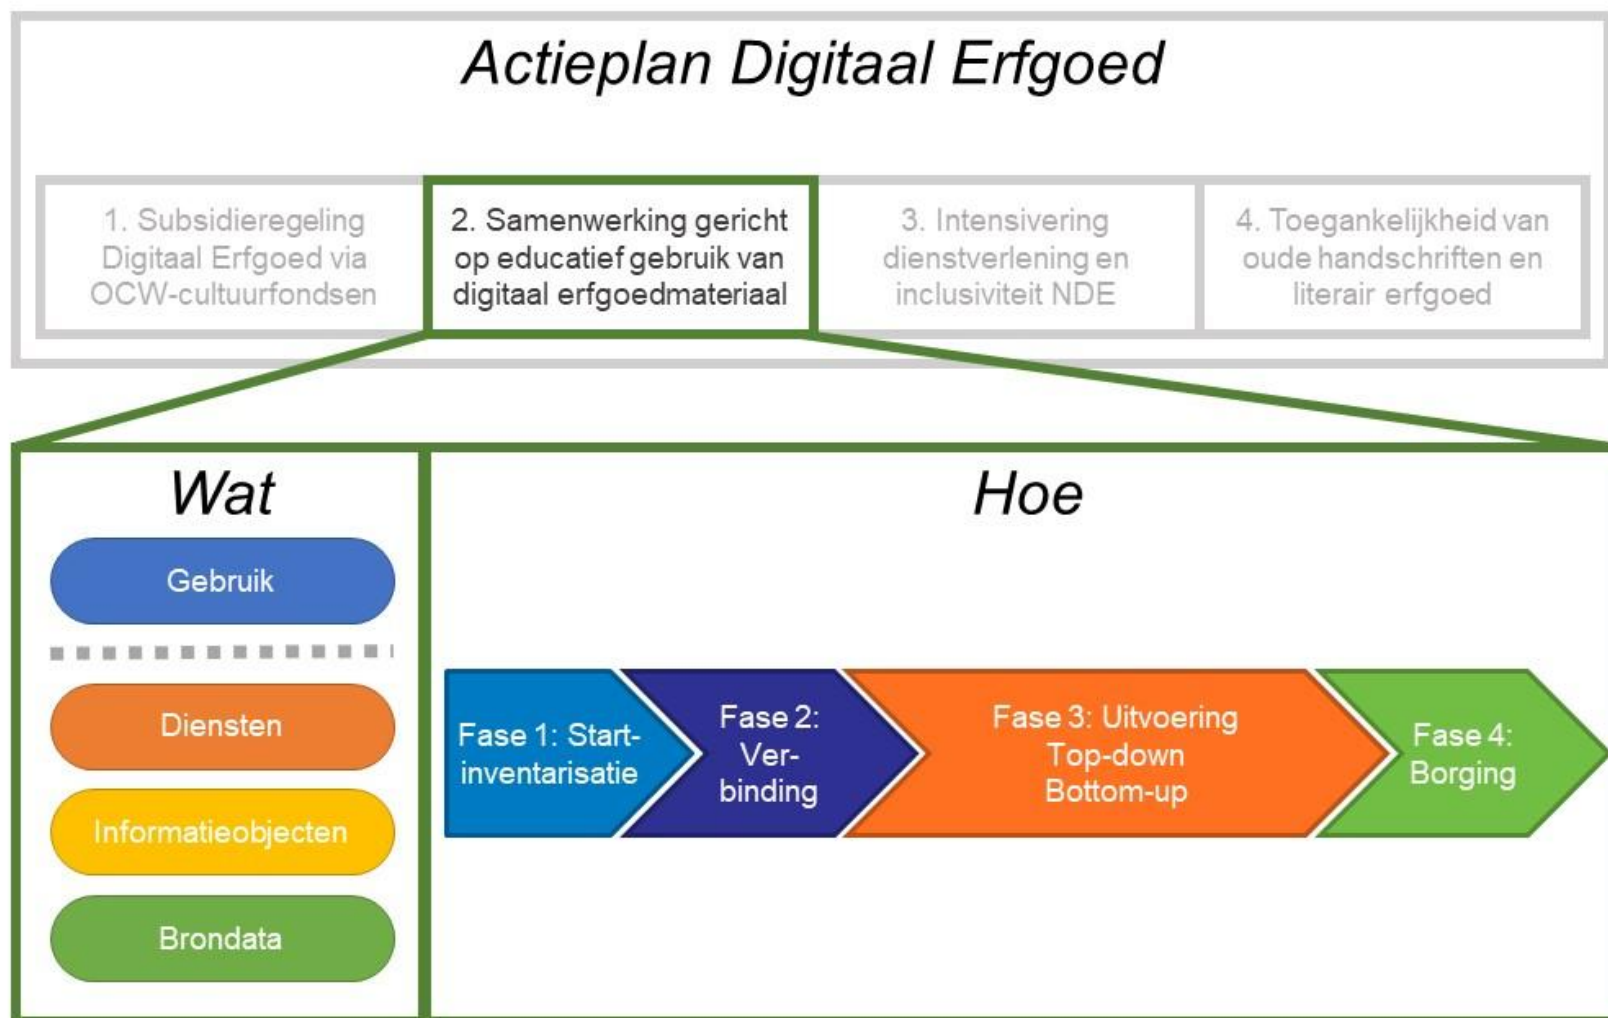 Actieplan Digitaal Erfgoed
1. Subsidieregeling
Digitaal Erfgoed via
OCW-cultuurfondsen
2. Samenwerking gericht
op educatief gebruik van
digitaal erfgoedmateriaal
3. Intensivering
dienstverlening en
inclusiviteit NDE
4. Toegankelijkheid van
oude handschriften en
literair erfgoed
Wat
Gebruik
Diensten
Informatieobjecten
Brondata
Hoe
Fase 1: Start-
inventarisatie
Fase 2:
Ver-
binding
Fase 3: Uitvoering
Top-down
Bottom-up
Fase 4:
Borging